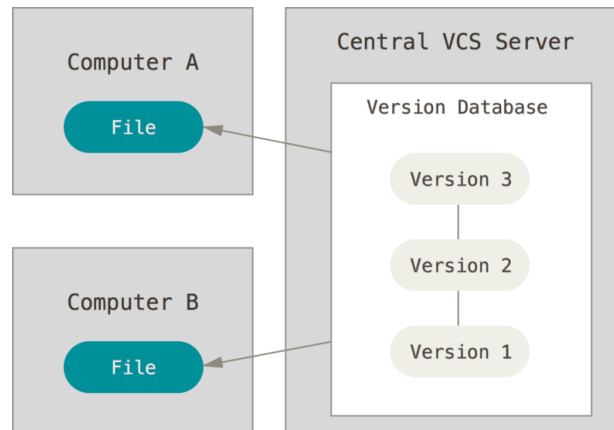 Computer A
File
Computer B
File
Central VCS Server
Version Database
Version 3
Version 2
Version 1